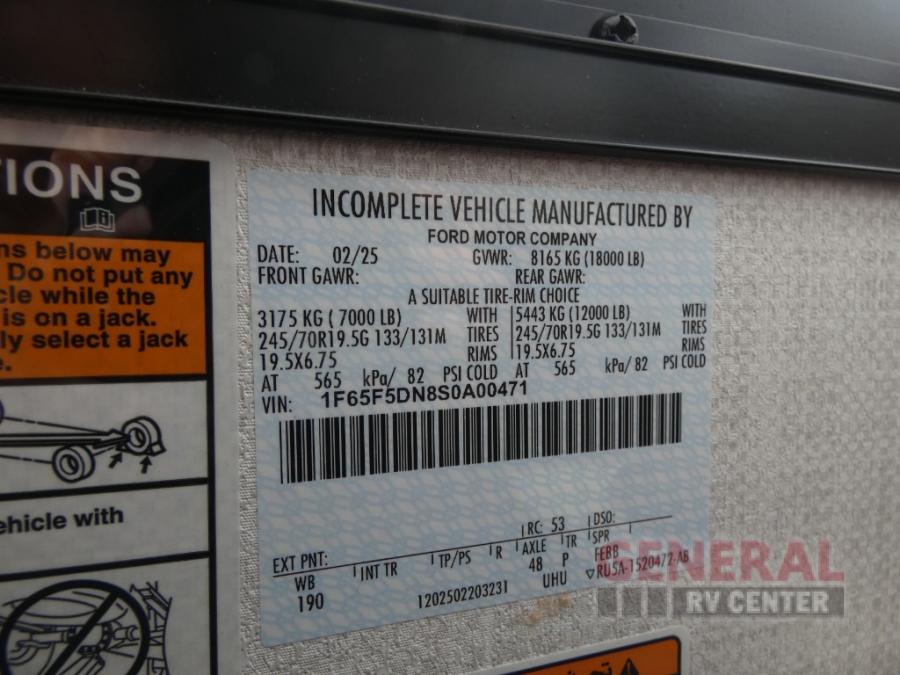 TIONS
ns below may
Do not put any
cle while the
is on a jack.
ly select a jack
e.
ehicle with
INCOMPLETE VEHICLE MANUFACTURED BY
FORD MOTOR COMPANY
DATE: 02/25 GVWR: 8165 KG (18000 LB)
FRONT GAWR: REAR GAWR:
A SUITABLE TIRE-RIM CHOICE
3175 KG ( 7000 LB) WITH 5443 KG (12000 LB) WITH
245/70R19.5G 133/131M TIRES 245/70R19.5G 133/131M TIRES
19.5X6.75 RIMS 19.5X6.75 RIMS
AT 565 kPa/ 82 PSI COLD AT 565 kPa/ 82 PSI COLD
VIN: 1F65F5DN8S0A00471
RC: 53 DSO:
EXT PNT: INT TR TP/PS R AXLE TR SPR
WB 48 P FEBB
190 1202502203231 UHU RU5A-1520472-AB
GENERAL
RV CENTER